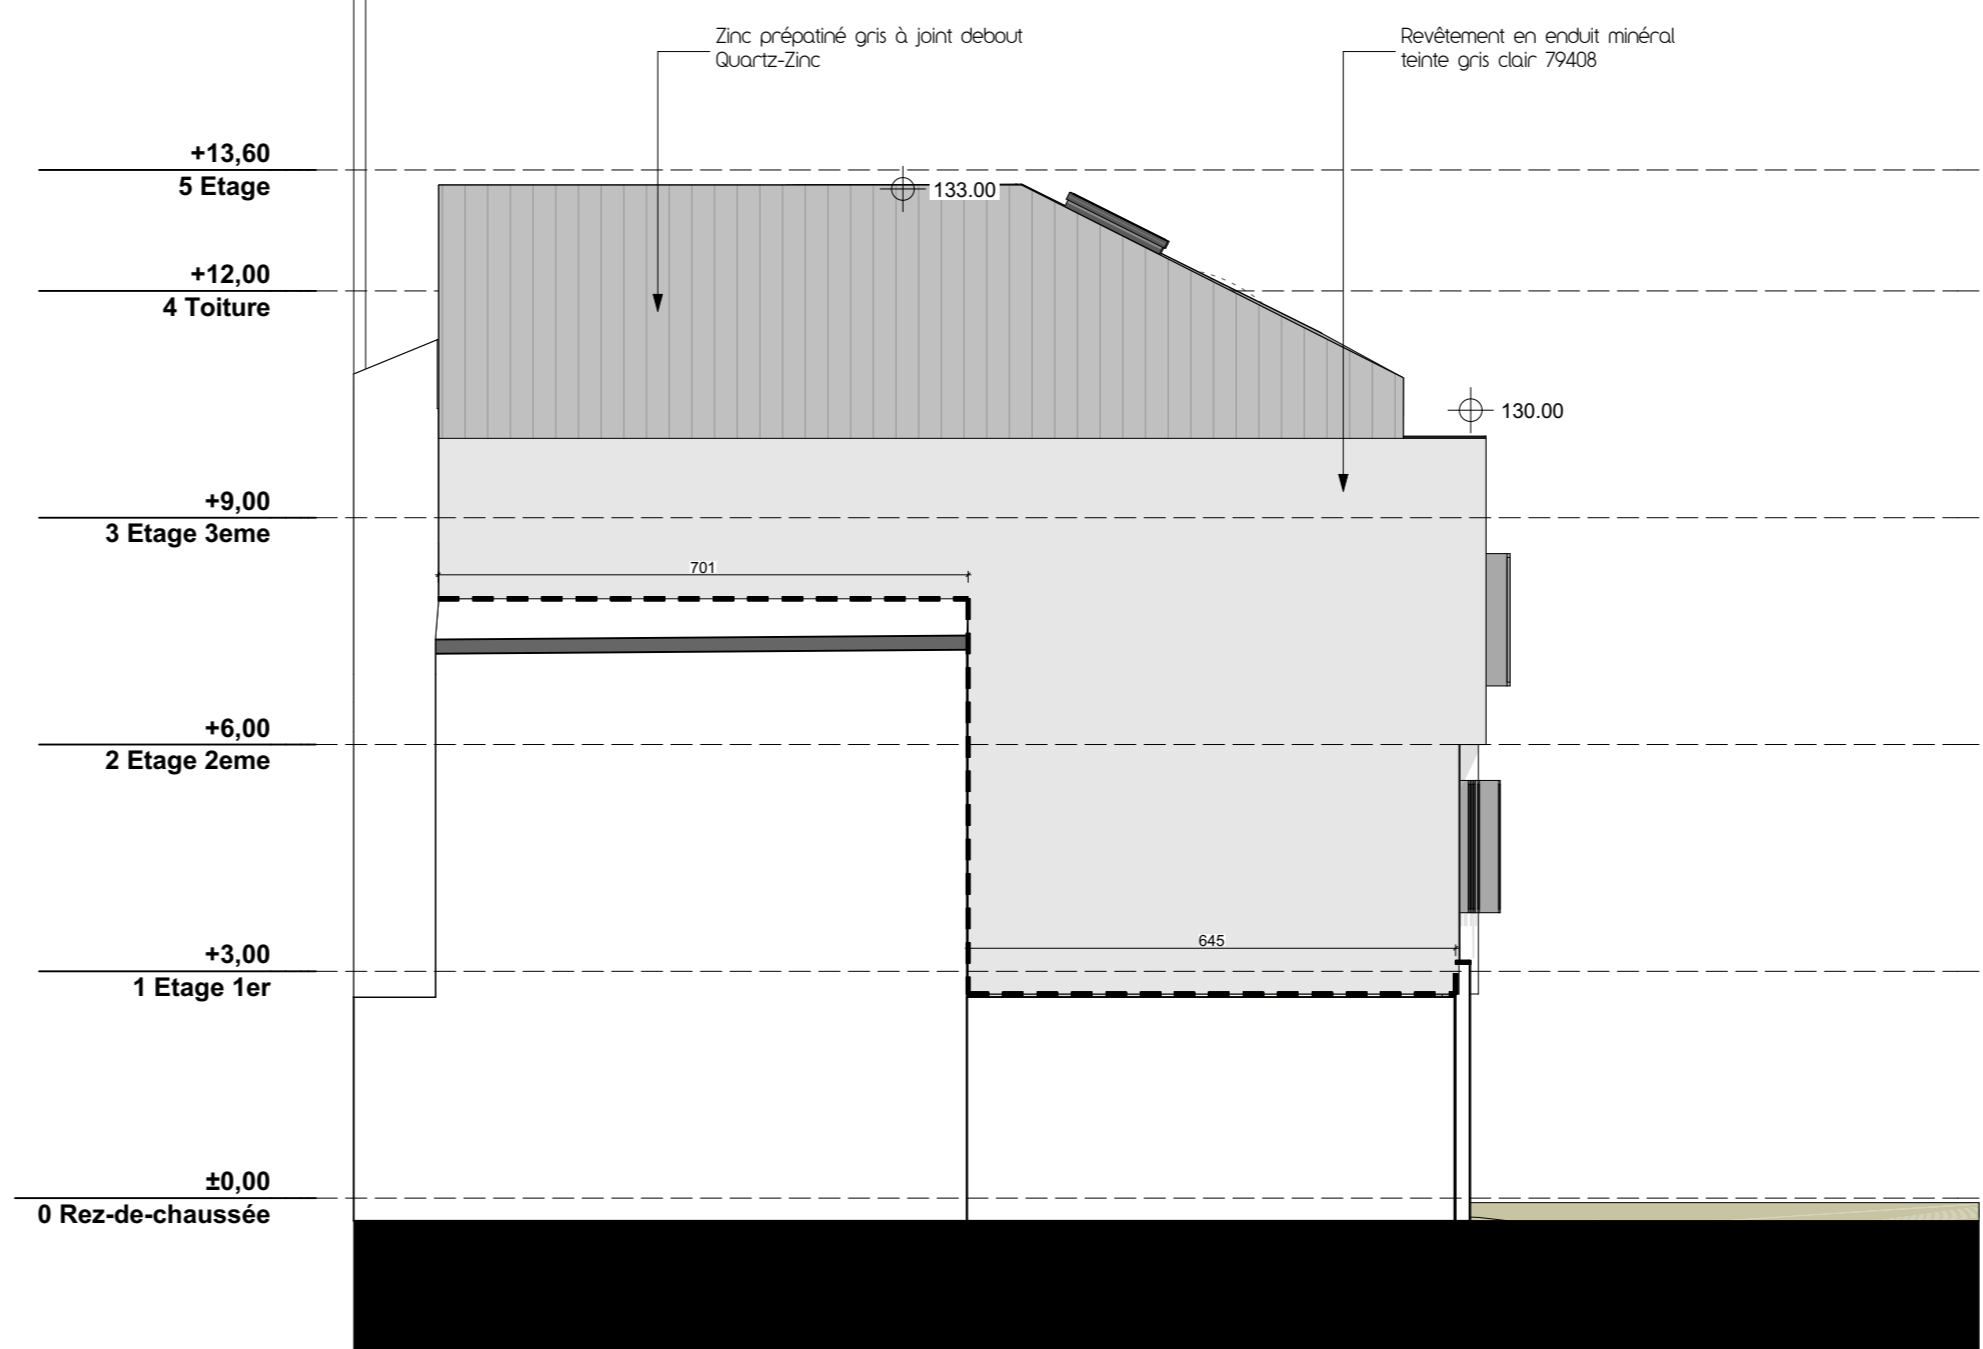 Zinc prépatiné gris à joint debout
Quartz-Zinc
Revêtement en enduit minéral
teinte gris clair 79408
+13,60
5 Etage
133.00
+12,00
4 Toiture
130.00
+9,00
3 Etage 3eme
701
+6,00
2 Etage 2eme
645
+3,00
1 Etage 1er
±0,00
0 Rez-de-chaussée